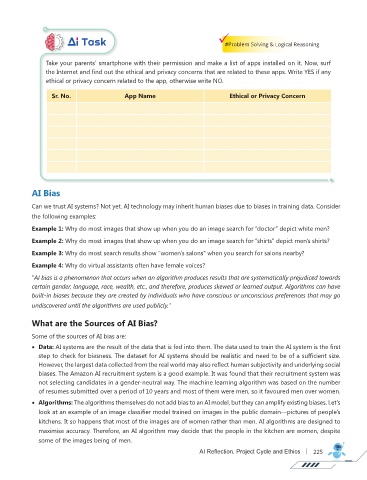 Ai Task
#Problem Solving & Logical Reasoning
Take your parents' smartphone with their permission and make a list of apps installed on it. Now, surf
the Internet and find out the ethical and privacy concerns that are related to these apps. Write YES if any
ethical or privacy concern related to the app, otherwise write NO.
Sr. No. App Name Ethical or Privacy Concern
AI Bias
Can we trust AI systems? Not yet. AI technology may inherit human biases due to biases in training data. Consider
the following examples:
Example 1: Why do most images that show up when you do an image search for "doctor" depict white men?
Example 2: Why do most images that show up when you do an image search for "shirts" depict men's shirts?
Example 3: Why do most search results show "women's salons" when you search for salons nearby?
Example 4: Why do virtual assistants often have female voices?
"AI bias is a phenomenon that occurs when an algorithm produces results that are systematically prejudiced towards
certain gender, language, race, wealth, etc., and therefore, produces skewed or learned output. Algorithms can have
built-in biases because they are created by individuals who have conscious or unconscious preferences that may go
undiscovered until the algorithms are used publicly."
What are the Sources of AI Bias?
Some of the sources of AI bias are:
• Data: AI systems are the result of the data that is fed into them. The data used to train the AI system is the first
step to check for biasness. The dataset for AI systems should be realistic and need to be of a sufficient size.
However, the largest data collected from the real world may also reflect human subjectivity and underlying social
biases. The Amazon AI recruitment system is a good example. It was found that their recruitment system was
not selecting candidates in a gender-neutral way. The machine learning algorithm was based on the number
of resumes submitted over a period of 10 years and most of them were men, so it favoured men over women.
• Algorithms: The algorithms themselves do not add bias to an AI model, but they can amplify existing biases. Let's
look at an example of an image classifier model trained on images in the public domain—pictures of people's
kitchens. It so happens that most of the images are of women rather than men. AI algorithms are designed to
maximise accuracy. Therefore, an AI algorithm may decide that the people in the kitchen are women, despite
some of the images being of men.
AI Reflection, Project Cycle and Ethics 225